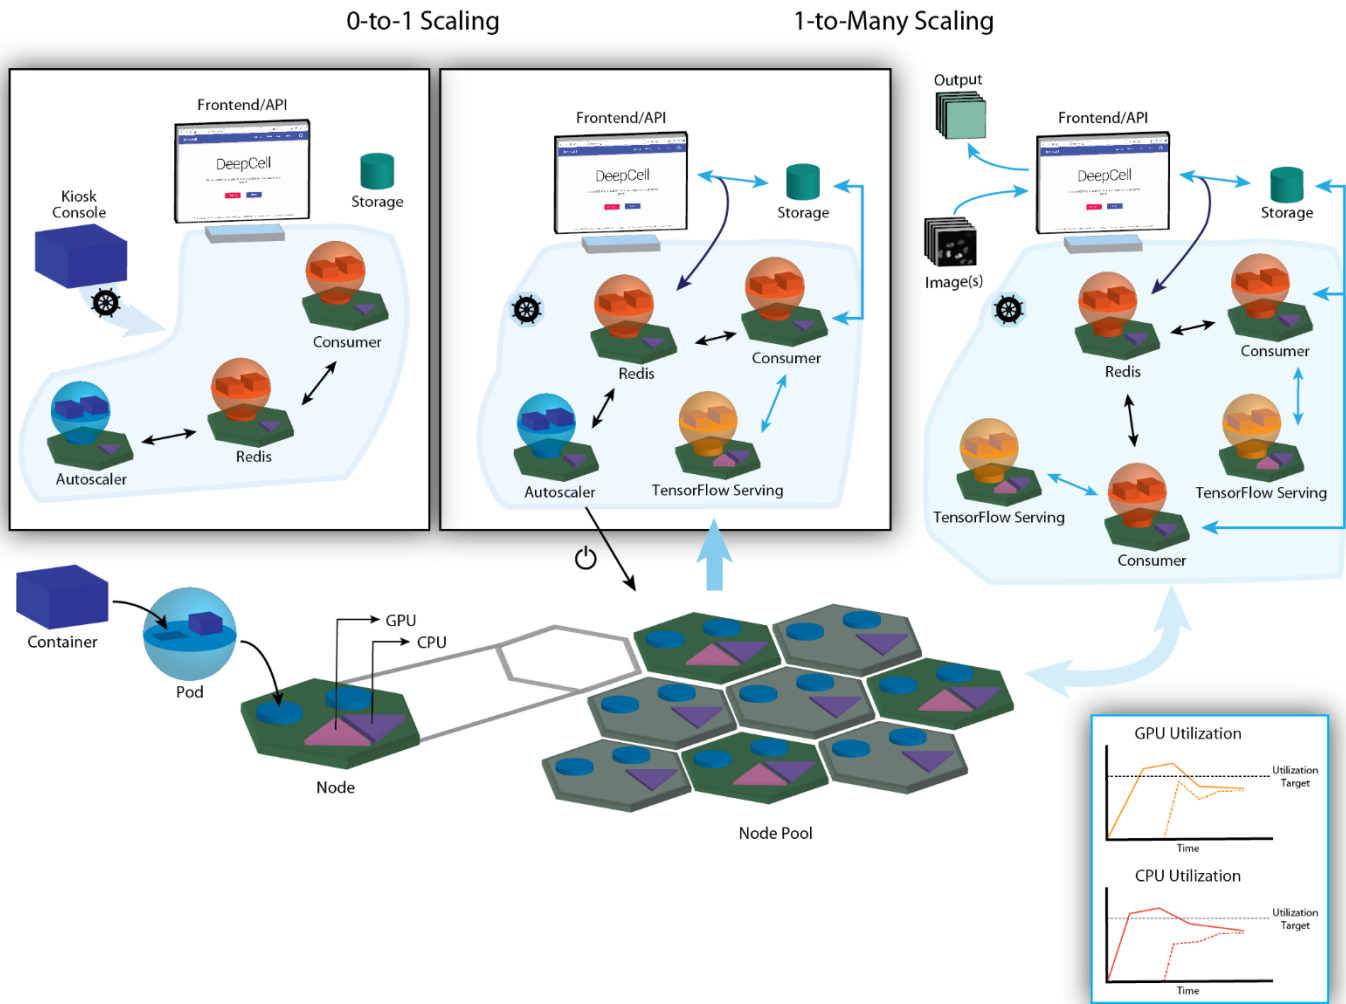 0-to-1 Scaling
1-to-Many Scaling
Frontend/API
DeepCell
Kiosk
Console
Storage
Consumer
Redis
Autoscaler
Frontend/API
DeepCell
Storage
Redis
Consumer
Autoscaler
TensorFlow Serving
Output
Frontend/API
DeepCell
Storage
Image(s)
Redis
Consumer
TensorFlow Serving
TensorFlow Serving
Consumer
Container
Pod
GPU
CPU
Node
Node Pool
GPU Utilization
Utilization
Target
Time
CPU Utilization
Utilization
Target
Time